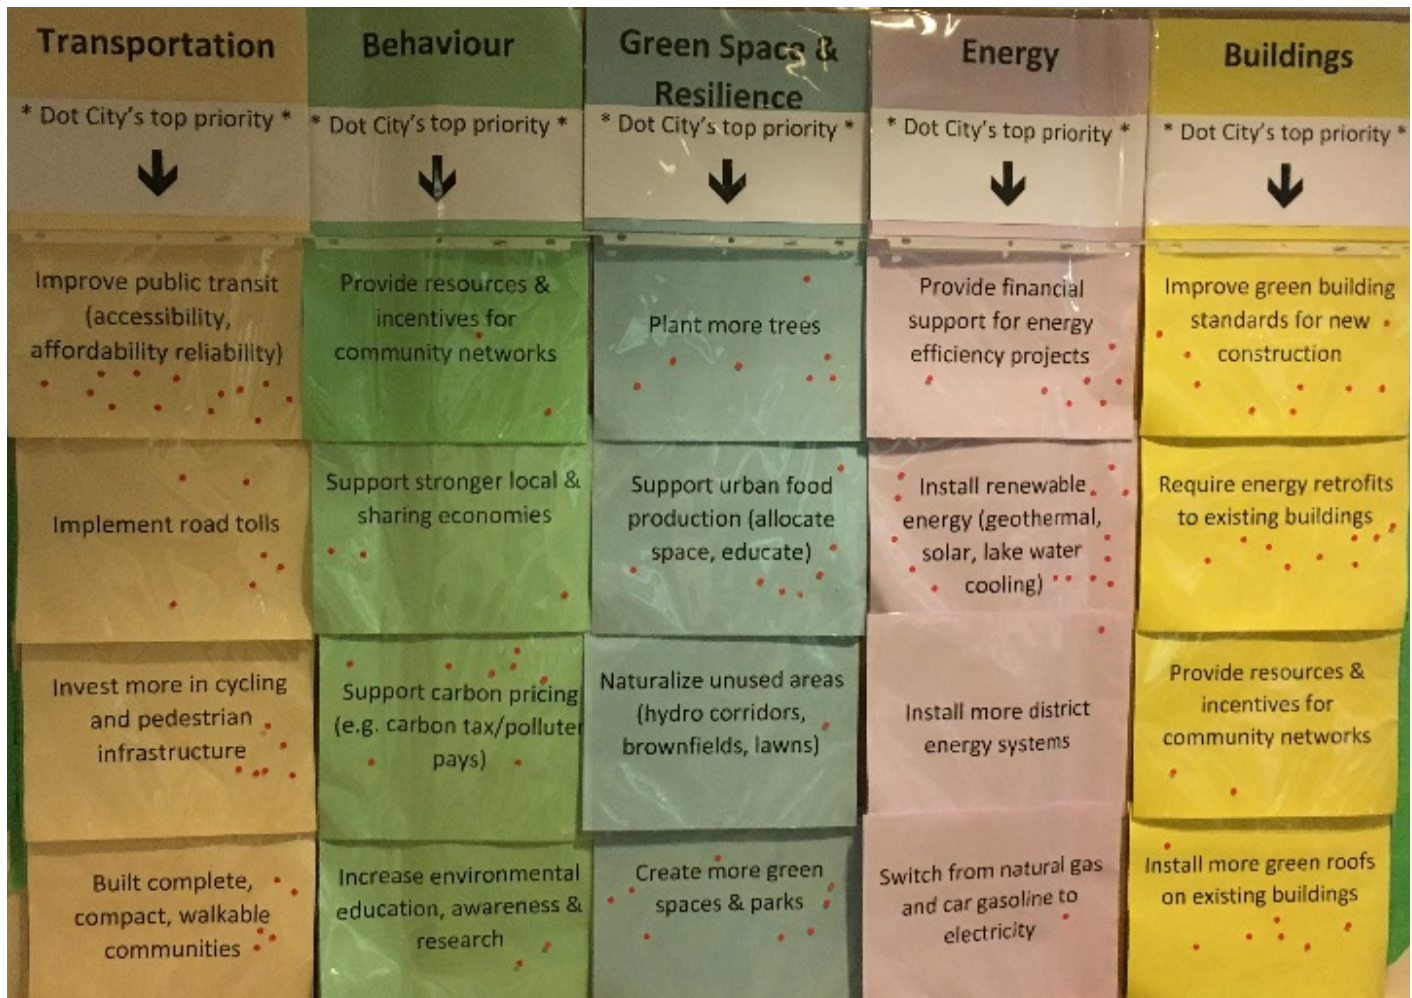 Transportation
* Dot City's top priority *
Improve public transit
(accessibility,
affordability reliability)
Implement road tolls
Invest more in cycling
and pedestrian
infrastructure
Built complete,
compact, walkable
communities
Behaviour
* Dot City's top priority *
Provide resources &
incentives for
community networks
Support stronger local &
sharing economies
Support carbon pricing
(e.g. carbon tax/polluter
pays)
Increase environmental
education, awareness &
research
Green Space &
Resilience
* Dot City's top priority *
Plant more trees
Support urban food
production (allocate
space, educate)
Naturalize unused areas
(hydro corridors,
brownfields, lawns)
Create more green
spaces & parks
Energy
* Dot City's top priority *
Provide financial
support for energy
efficiency projects
Install renewable
energy (geothermal,
solar, lake water
cooling)
Install more district
energy systems
Switch from natural gas
and car gasoline to
electricity
Buildings
* Dot City's top priority *
Improve green building
standards for new
construction
Require energy retrofits
to existing buildings
Provide resources &
incentives for
community networks
Install more green roofs
on existing buildings